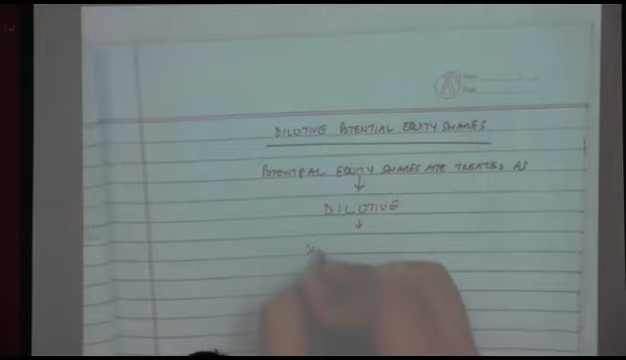 DILUTIVE POTENTIAL EQUITY SHARES
POTENTIAL EQUITY SHARES ARE TREATED AS
↓
DILUTIVE
↓